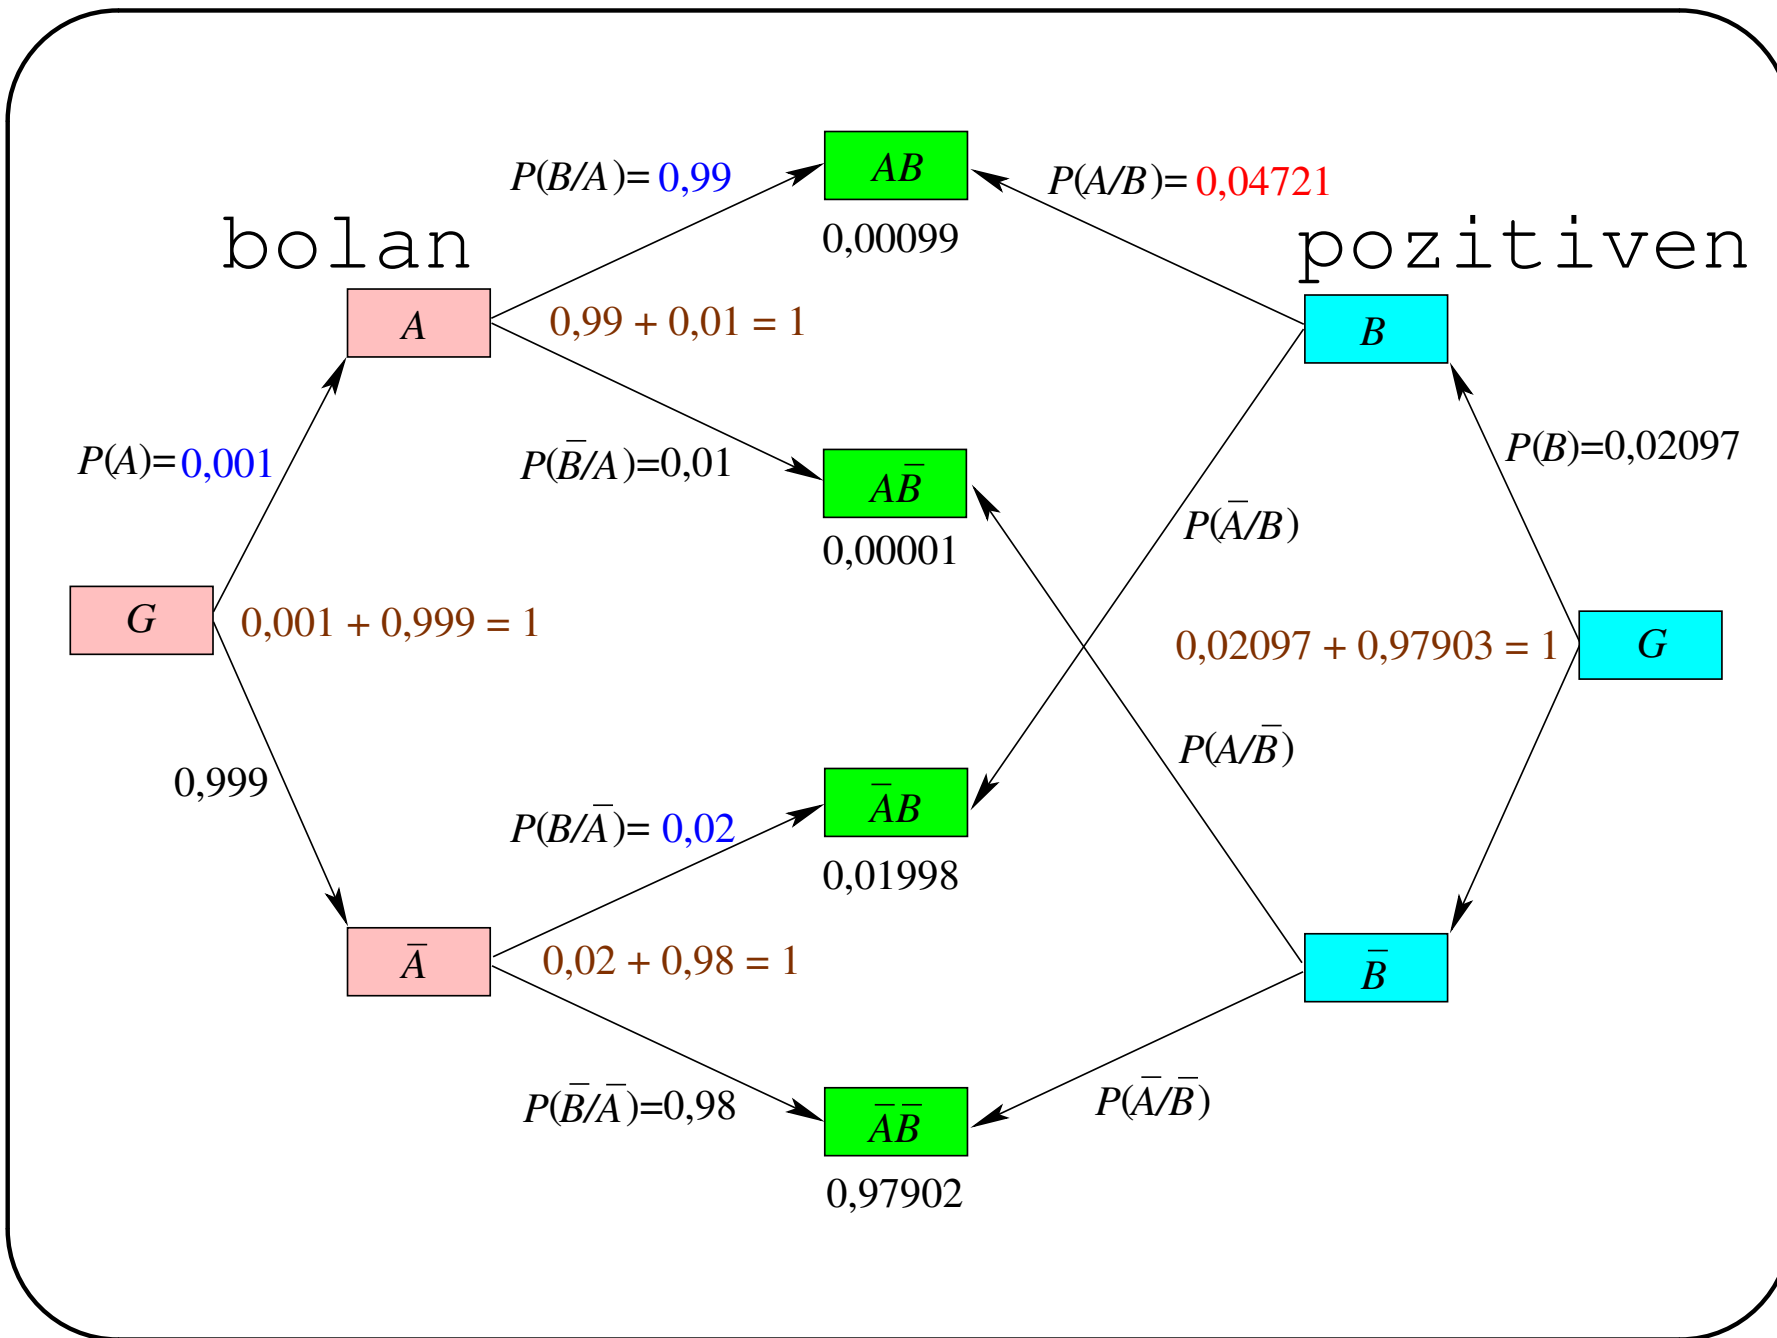 AB
P(B/A)= 0,99
P(A/B)= 0,04721
0,00099
bolan
pozitiven
A
0,99 + 0,01 = 1
B
P(A)=0,001
P(B̅/A)=0,01
P(B)=0,02097
AB̅
P(A̅/B)
0,00001
G
0,001 + 0,999 = 1
0,02097 + 0,97903 = 1
G
P(A/B̅)
0,999
A̅B
P(B/A̅)= 0,02
0,01998
A̅
0,02 + 0,98 = 1
B̅
P(B̅/A̅)=0,98
P(A̅/B̅)
A̅B̅
0,97902